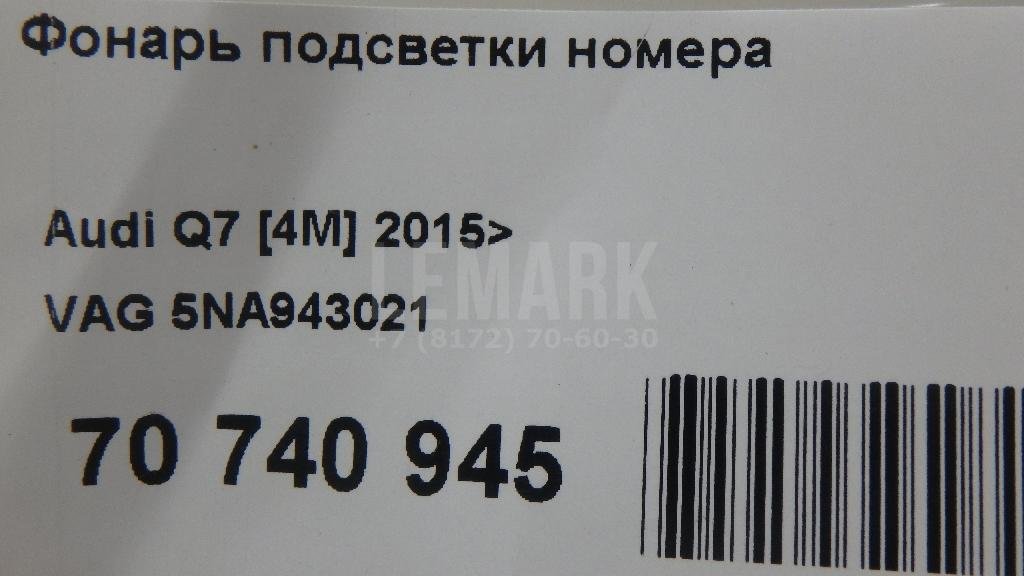 Фонарь подсветки номера
Audi Q7 [4M] 2015>
LEMARK
VAG 5NA943021
+7 (8172) 70-60-30
70 740 945